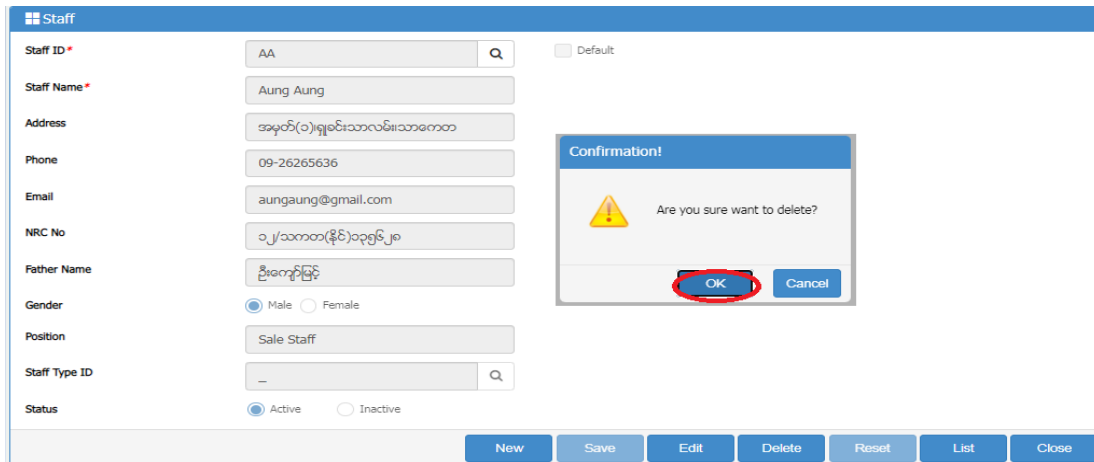 Staff
Staff ID * AA Default
Staff Name * Aung Aung
Address အမှတ်(၁)၊ရှုခင်းသာလမ်း၊သာကေတ
Phone 09-26265636
Confirmation!
Are you sure want to delete?
OK Cancel
Email aungaung@gmail.com
NRC No ၁၂/သကတ(နိုင်)၁၃၅၆၂၈
Father Name ဦးကျော်မြင့်
Gender Male Female
Position Sale Staff
Staff Type ID _
Status Active Inactive
New Save Edit Delete Reset List Close